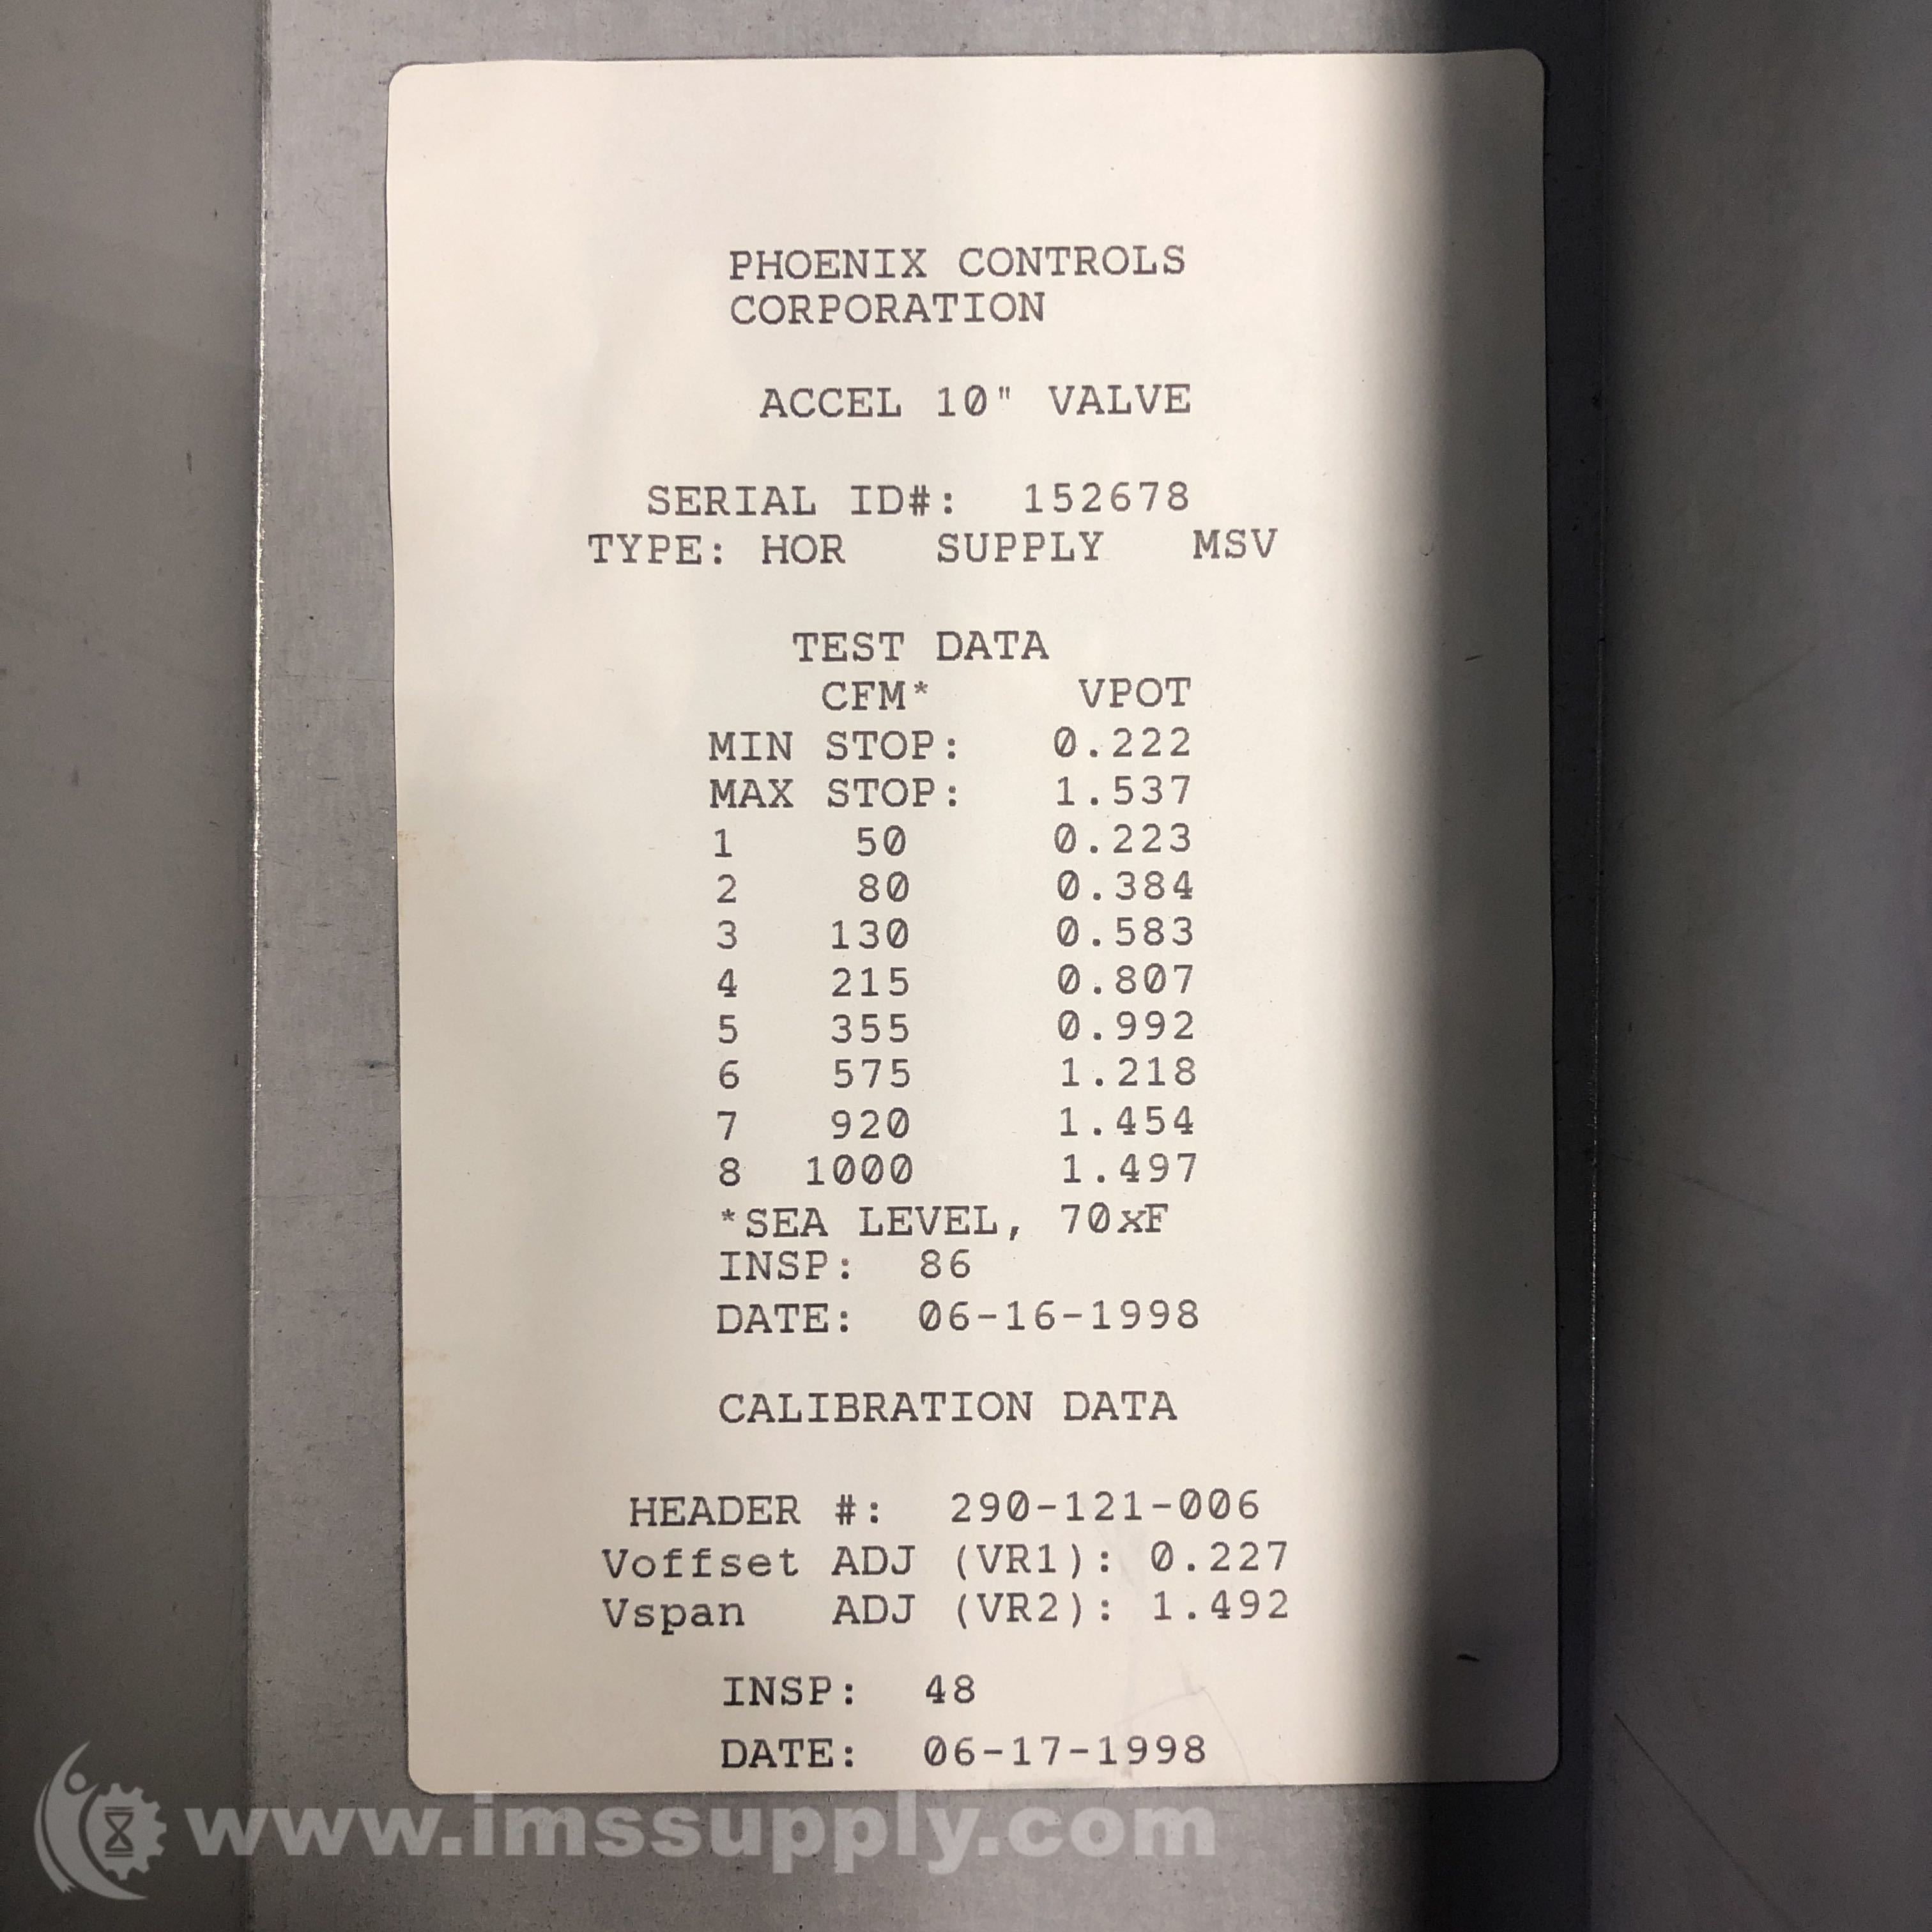 PHOENIX CONTROLS
CORPORATION
ACCEL 10" VALVE
SERIAL ID#: 152678
TYPE: HOR SUPPLY MSV
TEST DATA
CFM* VPOT
MIN STOP: 0.222
MAX STOP: 1.537
1 50 0.223
2 80 0.384
3 130 0.583
4 215 0.807
5 355 0.992
6 575 1.218
7 920 1.454
8 1000 1.497
*SEA LEVEL, 70xF
INSP: 86
DATE: 06-16-1998
CALIBRATION DATA
HEADER #: 290-121-006
Voffset ADJ (VR1): 0.227
Vspan ADJ (VR2): 1.492
INSP: 48
DATE: 06-17-1998
www.imssupply.com